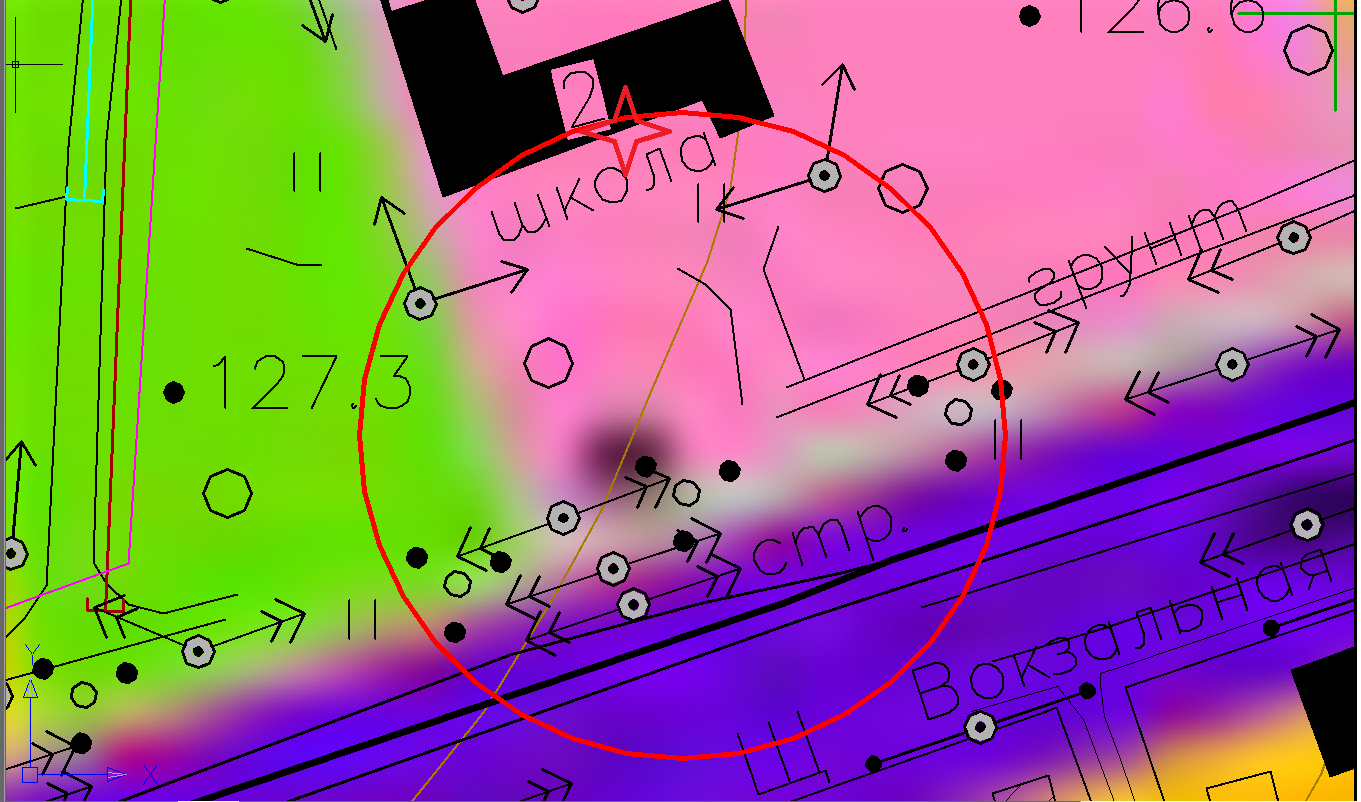 126.6
2
школа
грунт
127.3
стр.
Вокзальная
Щ
Y
X